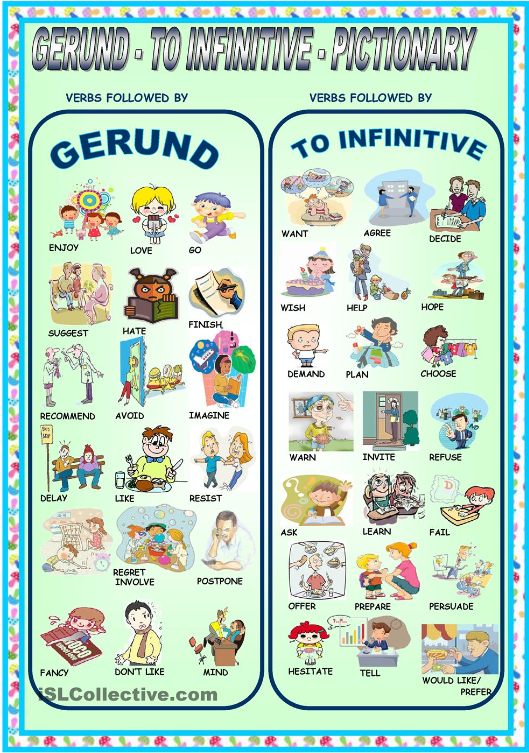 GERUND - TO INFINITIVE - PICTIONARY
VERBS FOLLOWED BY
GERUND
ENJOY
LOVE
GO
SUGGEST
HATE
FINISH
RECOMMEND
AVOID
IMAGINE
BUS
STOP
DELAY
LIKE
RESIST
REGRET
INVOLVE
POSTPONE
FANCY
DON'T LIKE
MIND
iSLCollective.com
VERBS FOLLOWED BY
TO INFINITIVE
WANT
AGREE
DECIDE
WISH
HELP
HOPE
DEMAND
PLAN
CHOOSE
WARN
INVITE
REFUSE
ASK
LEARN
D
FAIL
OFFER
PREPARE
PERSUADE
HESITATE
TELL
WOULD LIKE/
PREFER